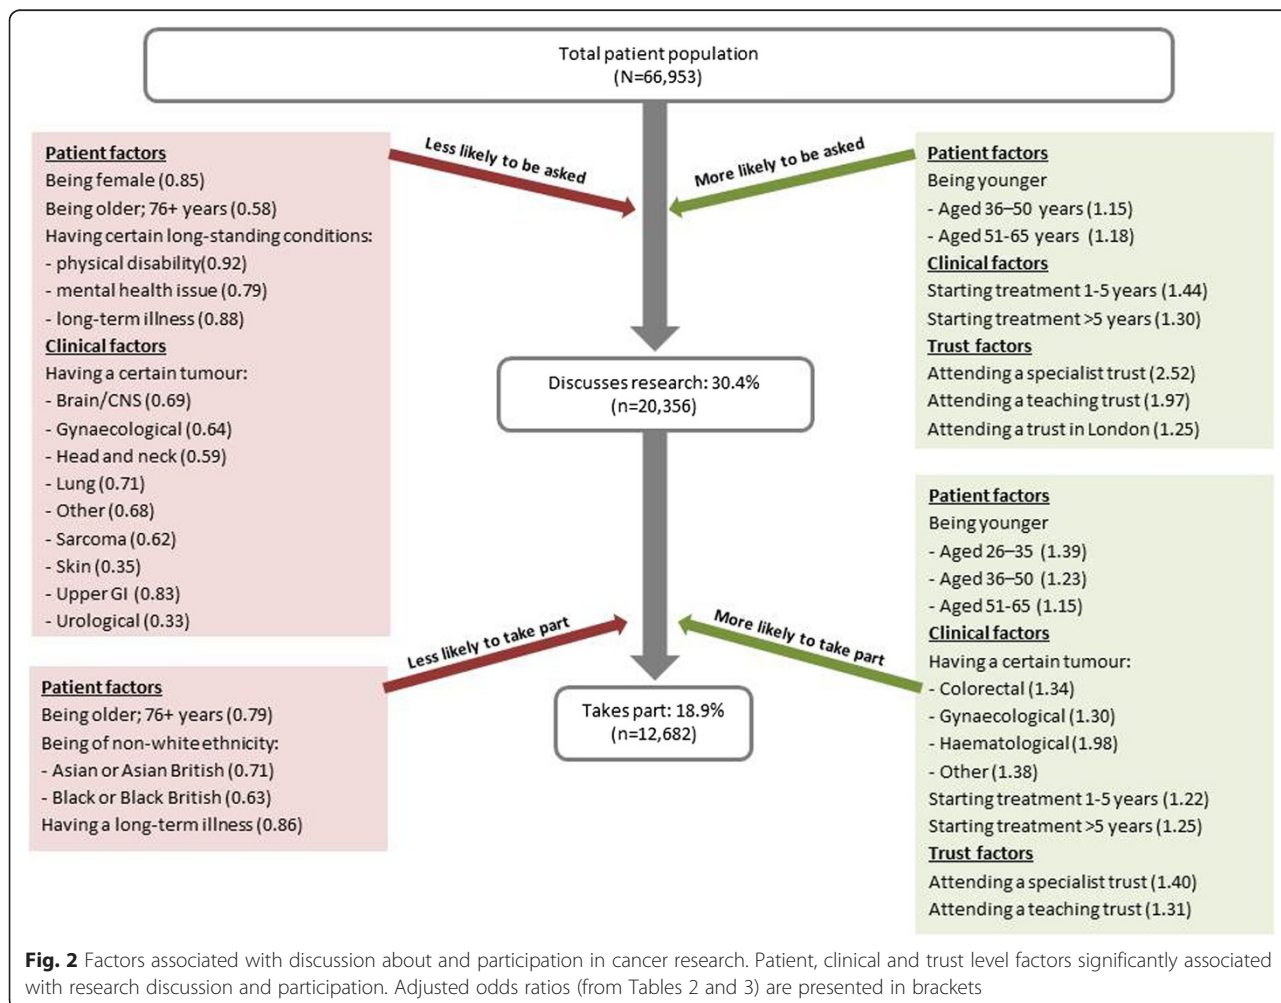 Total patient population
(N=66,953)
Less likely to be asked
More likely to be asked
Patient factors
Being female (0.85)
Being older; 76+ years (0.58)
Having certain long-standing conditions:
- physical disability(0.92)
- mental health issue (0.79)
- long-term illness (0.88)
Clinical factors
Having a certain tumour:
- Brain/CNS (0.69)
- Gynaecological (0.64)
- Head and neck (0.59)
- Lung (0.71)
- Other (0.68)
- Sarcoma (0.62)
- Skin (0.35)
- Upper GI (0.83)
- Urological (0.33)
Patient factors
Being younger
- Aged 36–50 years (1.15)
- Aged 51-65 years (1.18)
Clinical factors
Starting treatment 1-5 years (1.44)
Starting treatment >5 years (1.30)
Trust factors
Attending a specialist trust (2.52)
Attending a teaching trust (1.97)
Attending a trust in London (1.25)
Discusses research: 30.4%
(n=20,356)
Less likely to take part
More likely to take part
Patient factors
Being older; 76+ years (0.79)
Being of non-white ethnicity:
- Asian or Asian British (0.71)
- Black or Black British (0.63)
Having a long-term illness (0.86)
Patient factors
Being younger
- Aged 26–35 (1.39)
- Aged 36–50 (1.23)
- Aged 51-65 (1.15)
Clinical factors
Having a certain tumour:
- Colorectal (1.34)
- Gynaecological (1.30)
- Haematological (1.98)
- Other (1.38)
Starting treatment 1-5 years (1.22)
Starting treatment >5 years (1.25)
Trust factors
Attending a specialist trust (1.40)
Attending a teaching trust (1.31)
Takes part: 18.9%
(n=12,682)
Fig. 2 Factors associated with discussion about and participation in cancer research. Patient, clinical and trust level factors significantly associated
with research discussion and participation. Adjusted odds ratios (from Tables 2 and 3) are presented in brackets